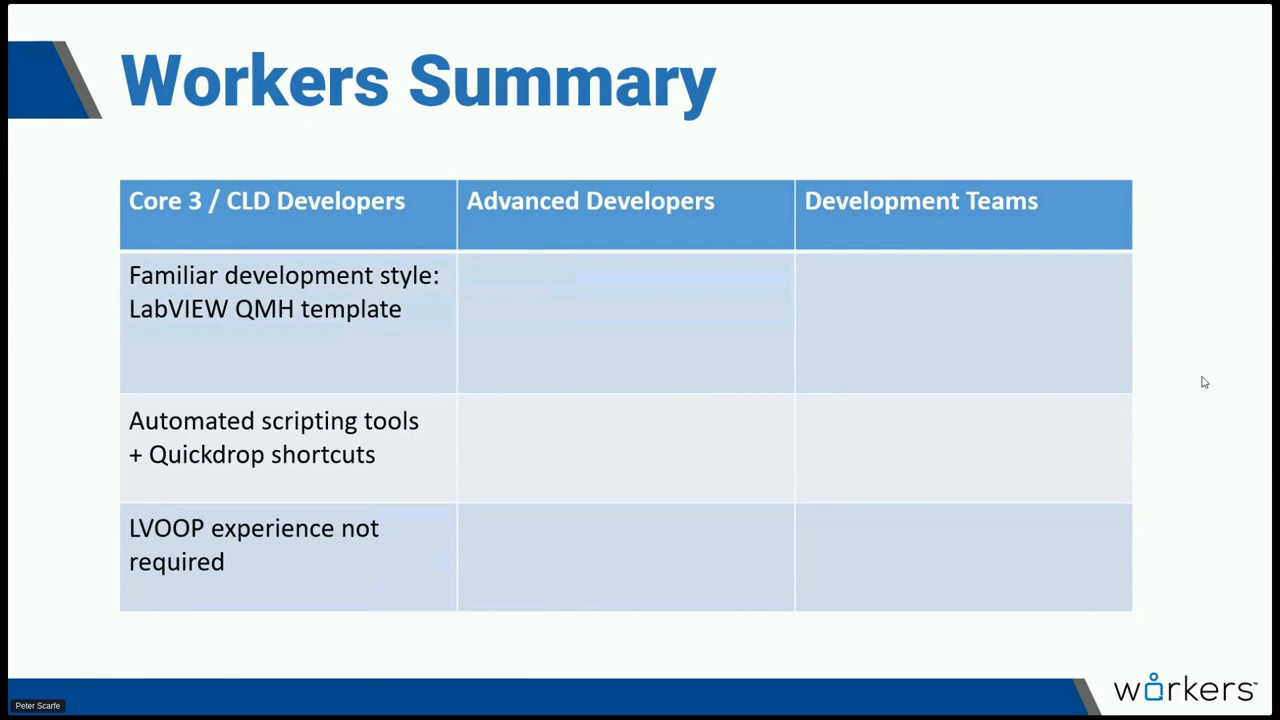 Workers Summary
Core 3 / CLD Developers
Advanced Developers
Development Teams
Familiar development style:
LabVIEW QMH template
Automated scripting tools
+ Quickdrop shortcuts
LVOOP experience not
required
workers™
Peter Scarfe